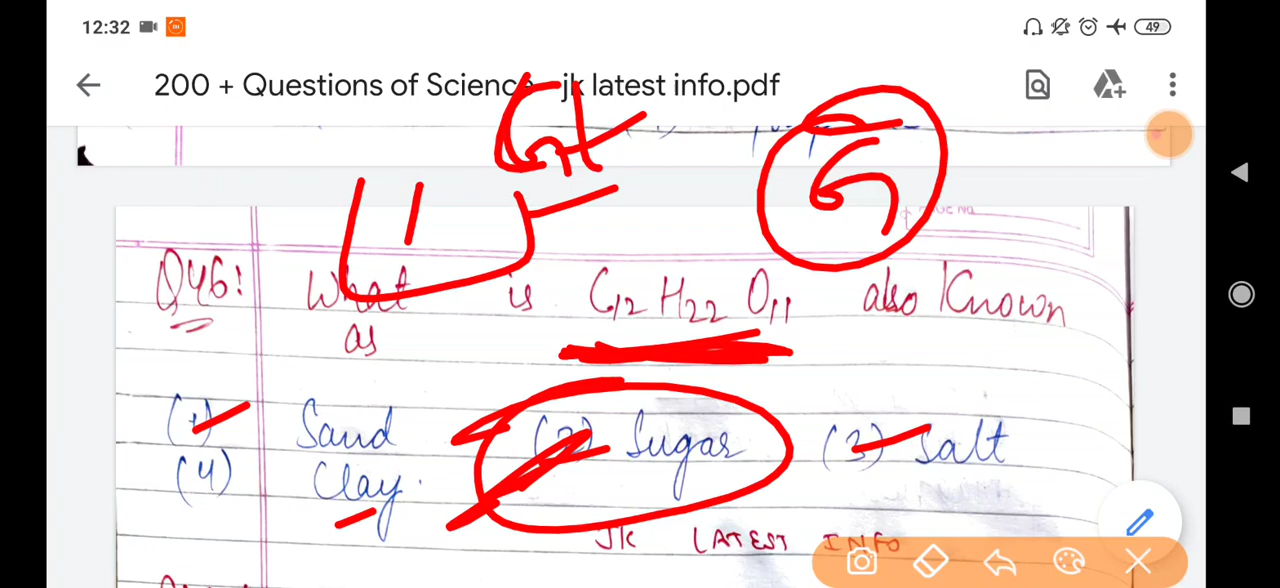 12:32 49
200 + Questions of Science - jk latest info.pdf
Q46: What is C12 H22 O11 also Known
as
(1) Sand (2) Sugar (3) Salt
(4) Clay.
JK LATEST INFO